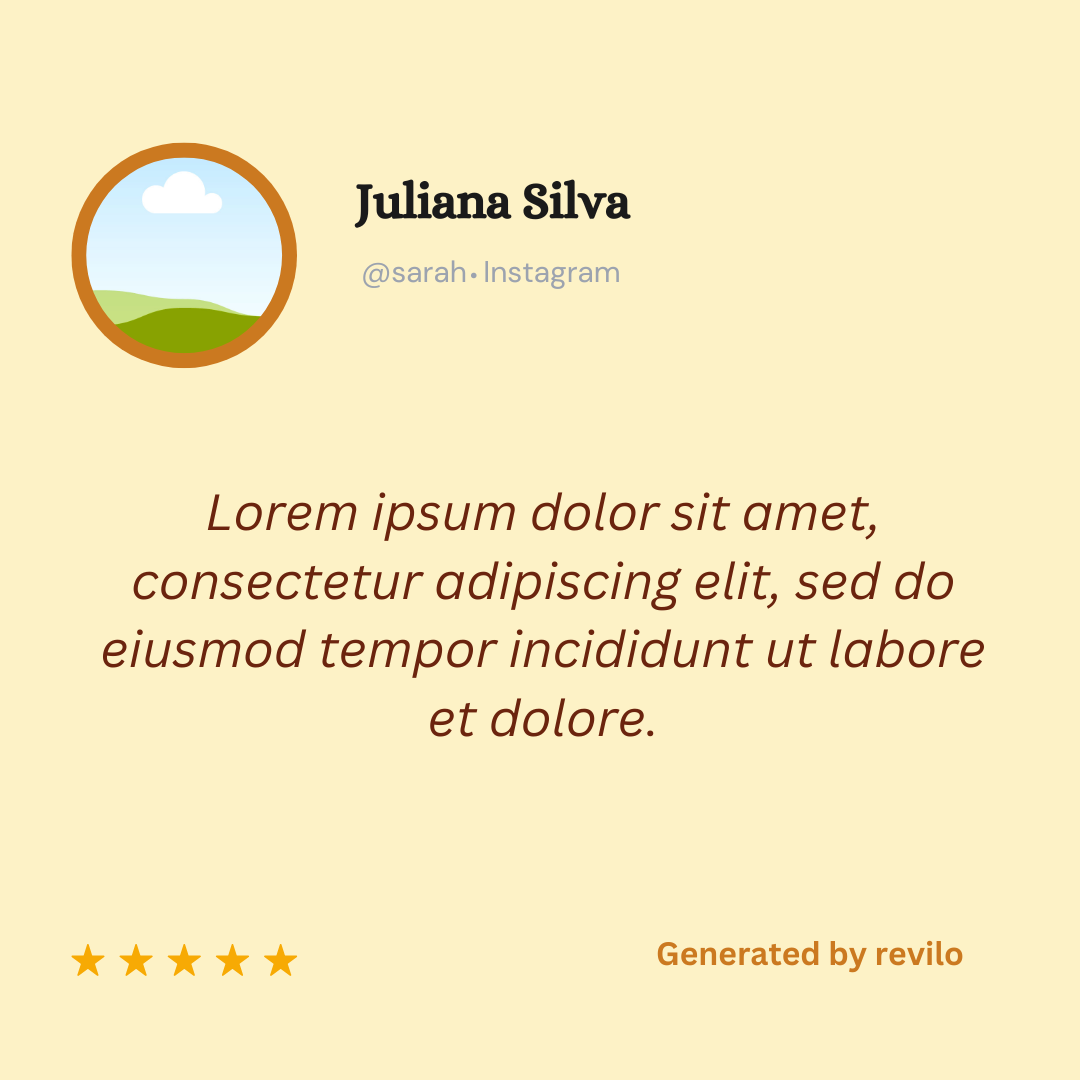 Juliana Silva
@sarah • Instagram
Lorem ipsum dolor sit amet,
consectetur adipiscing elit, sed do
eiusmod tempor incididunt ut labore
et dolore.
Generated by revilo